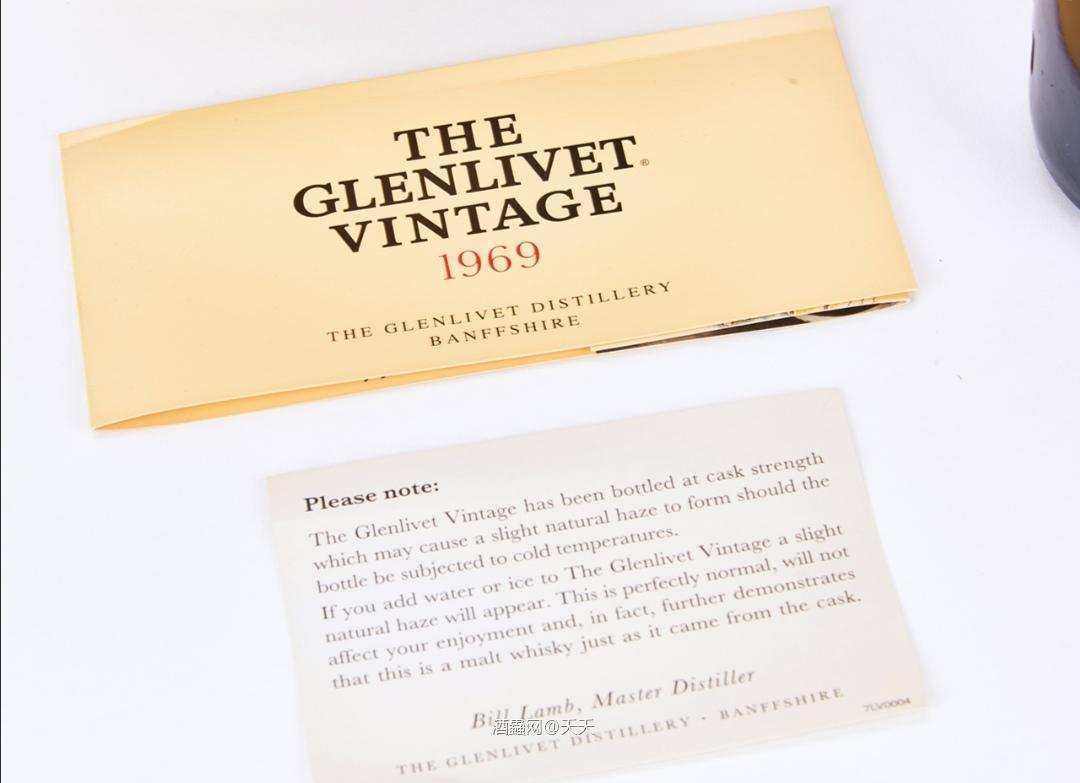 THE
GLENLIVET®
VINTAGE
1969
THE GLENLIVET DISTILLERY
BANFFSHIRE
Please note:
The Glenlivet Vintage has been bottled at cask strength
which may cause a slight natural haze to form should the
bottle be subjected to cold temperatures.
If you add water or ice to The Glenlivet Vintage a slight
natural haze will appear. This is perfectly normal, will not
affect your enjoyment and, in fact, further demonstrates
that this is a malt whisky just as it came from the cask.
Bill Lamb, Master Distiller
THE GLENLIVET DISTILLERY · BANFFSHIRE
7LV0004
酒蟲网@天天